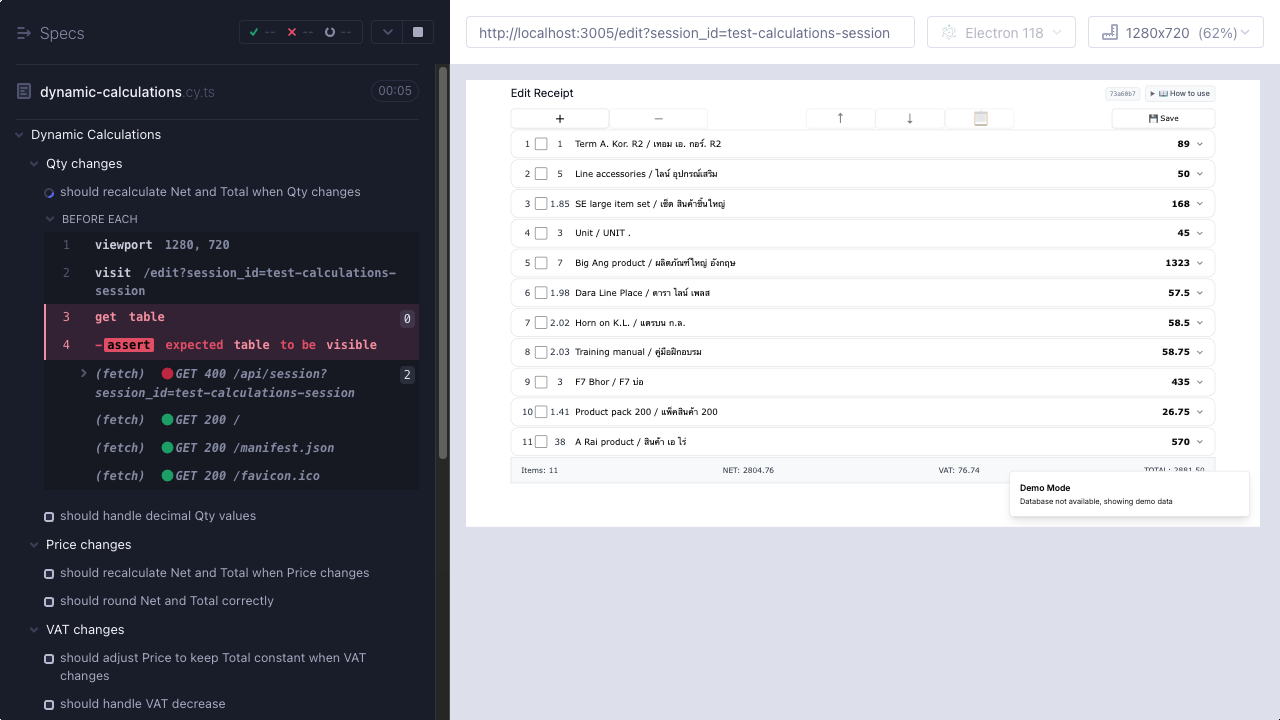 Specs
-- -- --
dynamic-calculations.cy.ts 00:05
Dynamic Calculations
Qty changes
should recalculate Net and Total when Qty changes
BEFORE EACH
1 viewport 1280, 720
2 visit /edit?session_id=test-calculations-
session
3 get table 0
4 -assert expected table to be visible
(fetch) GET 400 /api/session? 2
session_id=test-calculations-session
(fetch) GET 200 /
(fetch) GET 200 /manifest.json
(fetch) GET 200 /favicon.ico
should handle decimal Qty values
Price changes
should recalculate Net and Total when Price changes
should round Net and Total correctly
VAT changes
should adjust Price to keep Total constant when VAT
changes
should handle VAT decrease
http://localhost:3005/edit?session_id=test-calculations-session
Electron 118
1280x720 (62%)
Edit Receipt
73a60b7
How to use
+ − ↑ ↓
Save
1 1 Term A. Kor. R2 / เทอม เอ. กอร์. R2 89
2 5 Line accessories / ไลน์ อุปกรณ์เสริม 50
3 1.85 SE large item set / เซ็ต สินค้าชิ้นใหญ่ 168
4 3 Unit / UNIT . 45
5 7 Big Ang product / ผลิตภัณฑ์ใหญ่ อังกฤษ 1323
6 1.98 Dara Line Place / ดารา ไลน์ เพลส 57.5
7 2.02 Horn on K.L. / แตรบน ก.ล. 58.5
8 2.03 Training manual / คู่มือฝึกอบรม 58.75
9 3 F7 Bhor / F7 บ่อ 435
10 1.41 Product pack 200 / แพ็คสินค้า 200 26.75
11 38 A Rai product / สินค้า เอ ไร่ 570
Items: 11 NET: 2804.76 VAT: 76.74 TOTAL: 2881.50
Demo Mode
Database not available, showing demo data